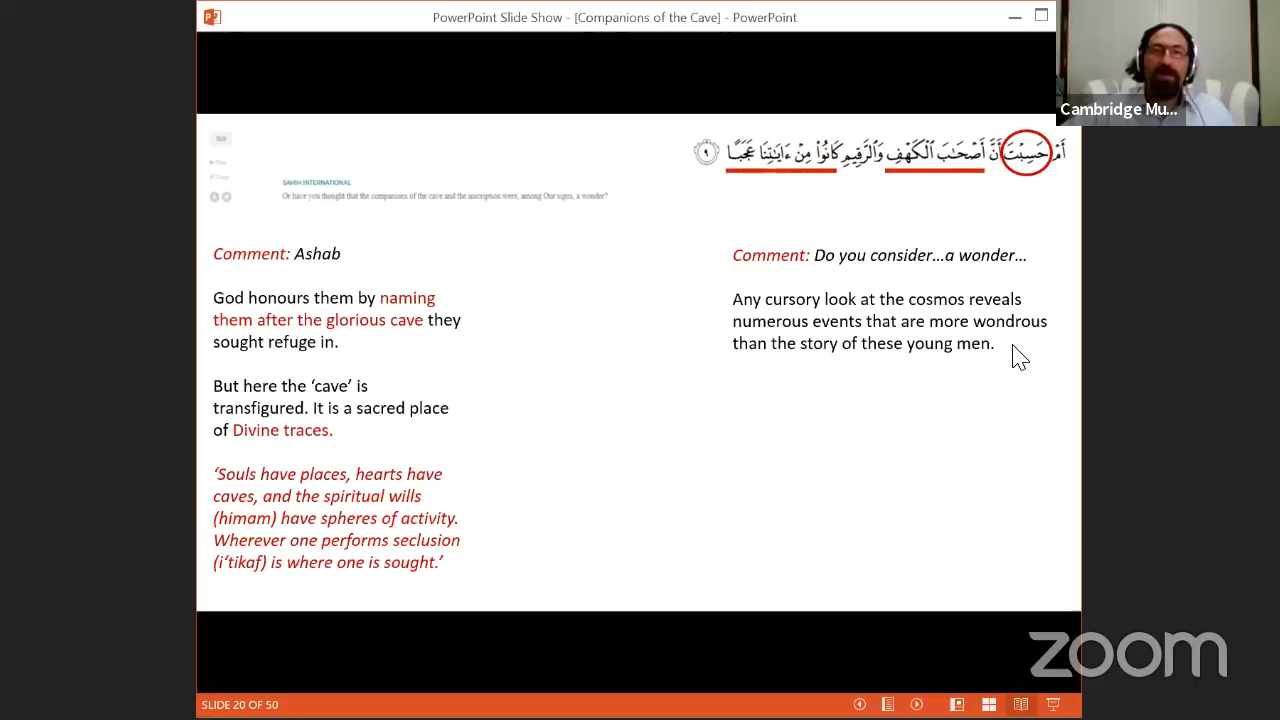 PowerPoint Slide Show - [Companions of the Cave] - PowerPoint
Cambridge Mu...
أَمْ حَسِبْتَ أَنَّ أَصْحَٰبَ ٱلْكَهْفِ وَٱلرَّقِيمِ كَانُوا۟ مِنْ ءَايَٰتِنَا عَجَبًا ٩
SAHIH INTERNATIONAL
Or have you thought that the companions of the cave and the inscription were, among Our signs, a wonder?
Comment: Ashab
God honours them by naming
them after the glorious cave they
sought refuge in.
But here the ‘cave’ is
transfigured. It is a sacred place
of Divine traces.
‘Souls have places, hearts have
caves, and the spiritual wills
(himam) have spheres of activity.
Wherever one performs seclusion
(i‘tikaf) is where one is sought.’
Comment: Do you consider...a wonder...
Any cursory look at the cosmos reveals
numerous events that are more wondrous
than the story of these young men.
zoom
SLIDE 20 OF 50